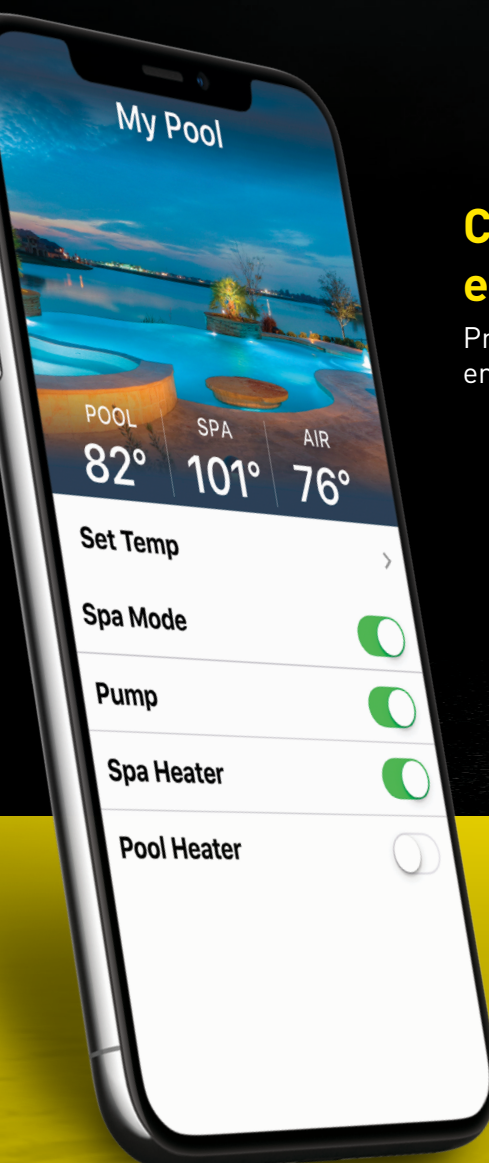 My Pool
POOL SPA AIR
82° 101° 76°
Set Temp
Spa Mode
Pump
Spa Heater
Pool Heater